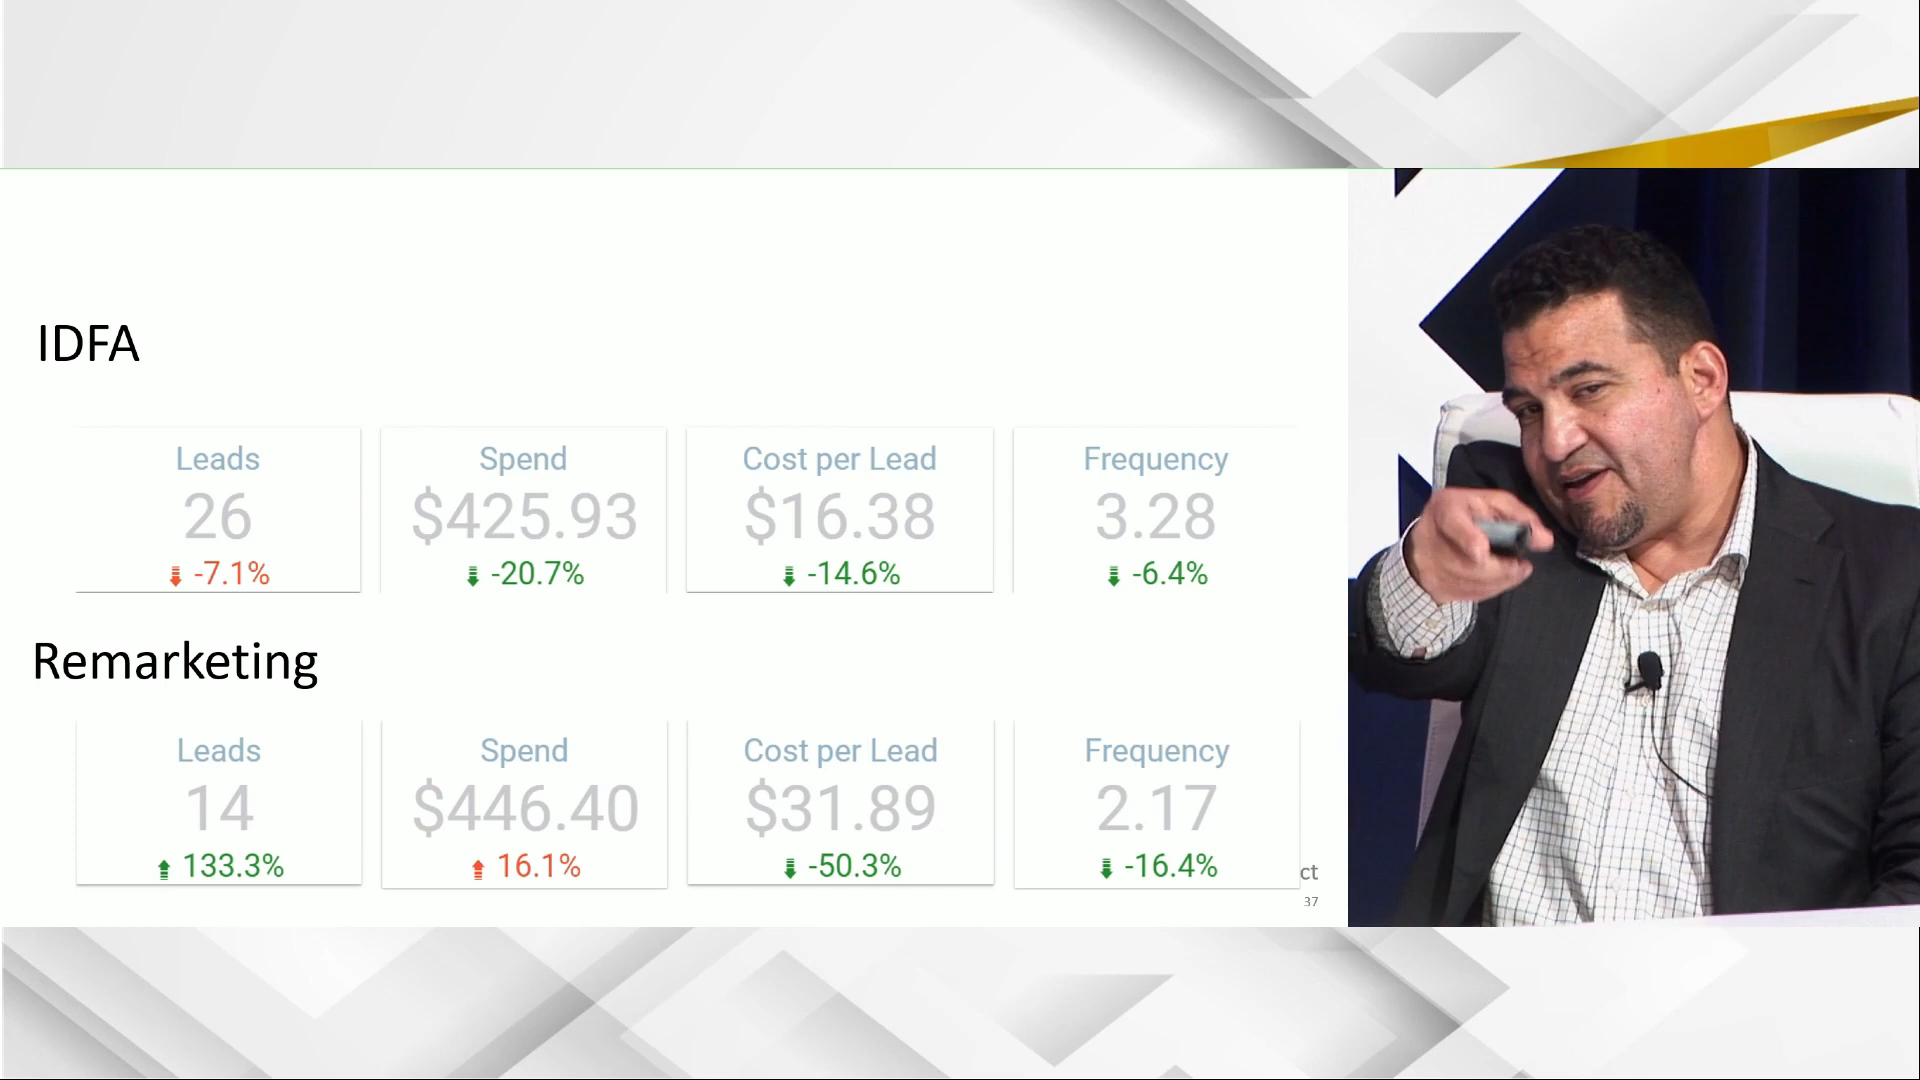 IDFA
Leads Spend Cost per Lead Frequency
26 $425.93 $16.38 3.28
-7.1% -20.7% -14.6% -6.4%
Remarketing
Leads Spend Cost per Lead Frequency
14 $446.40 $31.89 2.17
133.3% 16.1% -50.3% -16.4%
ct
37